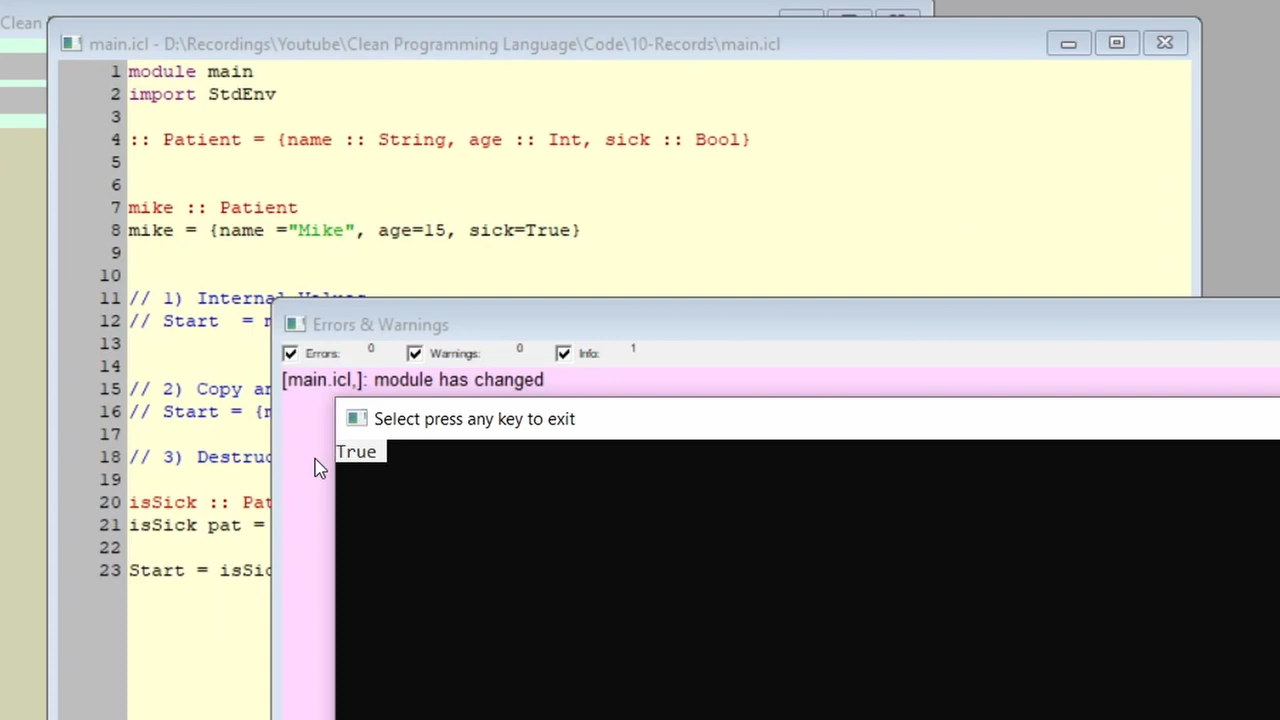 Clean
main.icl - D:\Recordings\Youtube\Clean Programming Language\Code\10-Records\main.icl
1 module main
2 import StdEnv
3
4 :: Patient = {name :: String, age :: Int, sick :: Bool}
5
6
7 mike :: Patient
8 mike = {name ="Mike", age=15, sick=True}
9
10
11 // 1) Internal Values
12 // Start  =
13
14
15 // 2) Copy
16 // Start =
17
18 // 3)
19
20 isSick ::
21 isSick pat =
22
23 Start =
Errors & Warnings
Errors: 0 Warnings: 0 Info: 1
[main.icl,]: module has changed
Select press any key to exit
True